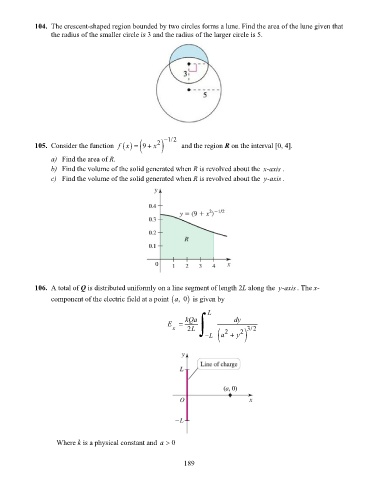 104. The crescent-shaped region bounded by two circles forms a lune. Find the area of the lune given that
the radius of the smaller circle is 3 and the radius of the larger circle is 5.
3
5
105. Consider the function f(x) = (9 + x²)^(−1/2) and the region R on the interval [0, 4].
a) Find the area of R.
b) Find the volume of the solid generated when R is revolved about the x-axis.
c) Find the volume of the solid generated when R is revolved about the y-axis.
y
0.4
y = (9 + x²)^(−1/2)
0.3
0.2
R
0.1
0 1 2 3 4 x
106. A total of Q is distributed uniformly on a line segment of length 2L along the y-axis. The x-
component of the electric field at a point (a, 0) is given by
E_x = kQa/2L ∫_{−L}^{L} dy/(a² + y²)^(3/2)
y
Line of charge
L
(a, 0)
O x
−L
Where k is a physical constant and a > 0
189